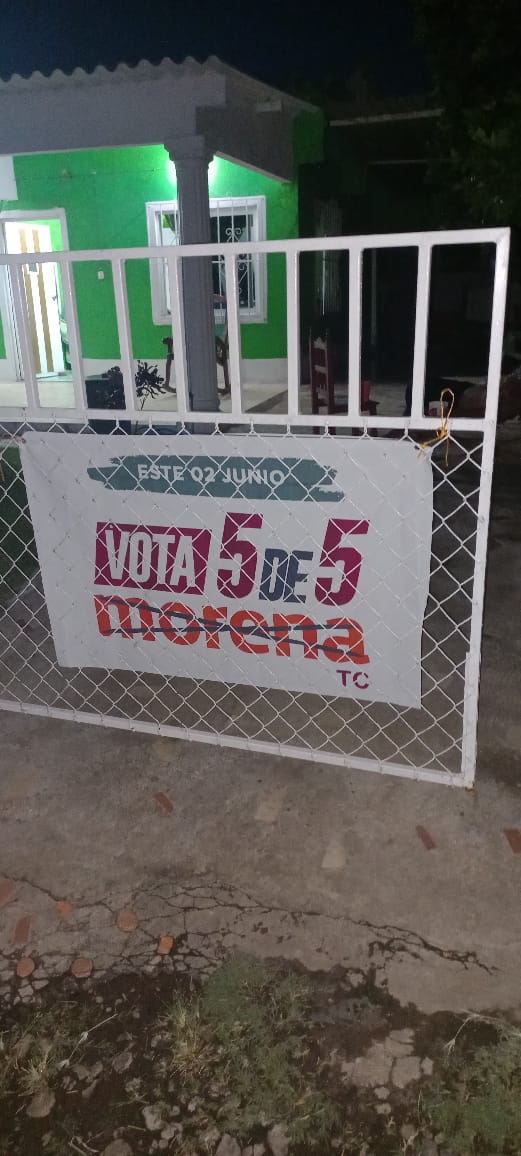 ESTE 02 JUNIO
VOTA 5 DE 5
morena
TC